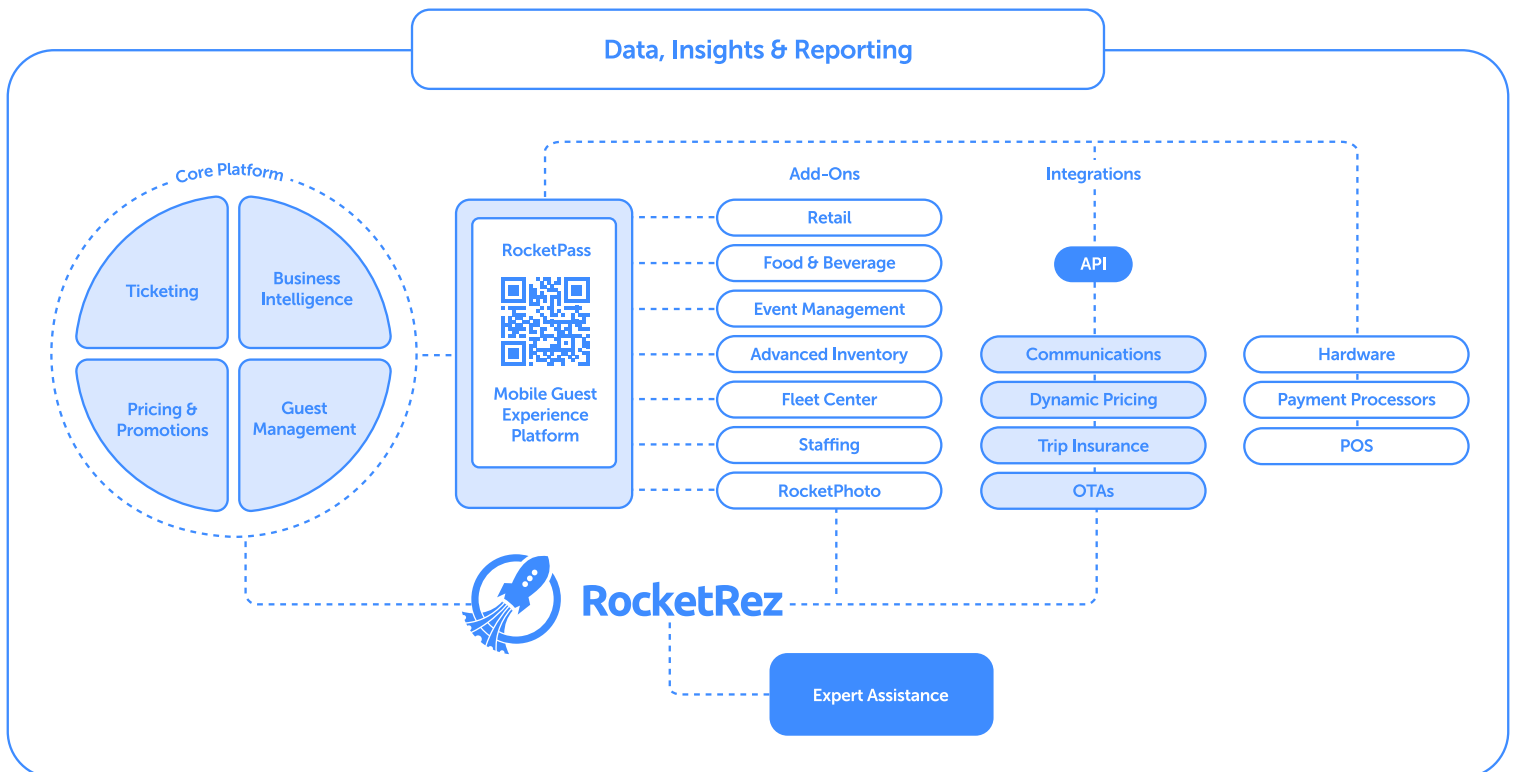 Data, Insights & Reporting
Core Platform
Ticketing
Business
Intelligence
Pricing &
Promotions
Guest
Management
RocketPass
Mobile Guest
Experience
Platform
Add-Ons
Retail
Food & Beverage
Event Management
Advanced Inventory
Fleet Center
Staffing
RocketPhoto
Integrations
API
Communications
Dynamic Pricing
Trip Insurance
OTAs
Hardware
Payment Processors
POS
RocketRez
Expert Assistance